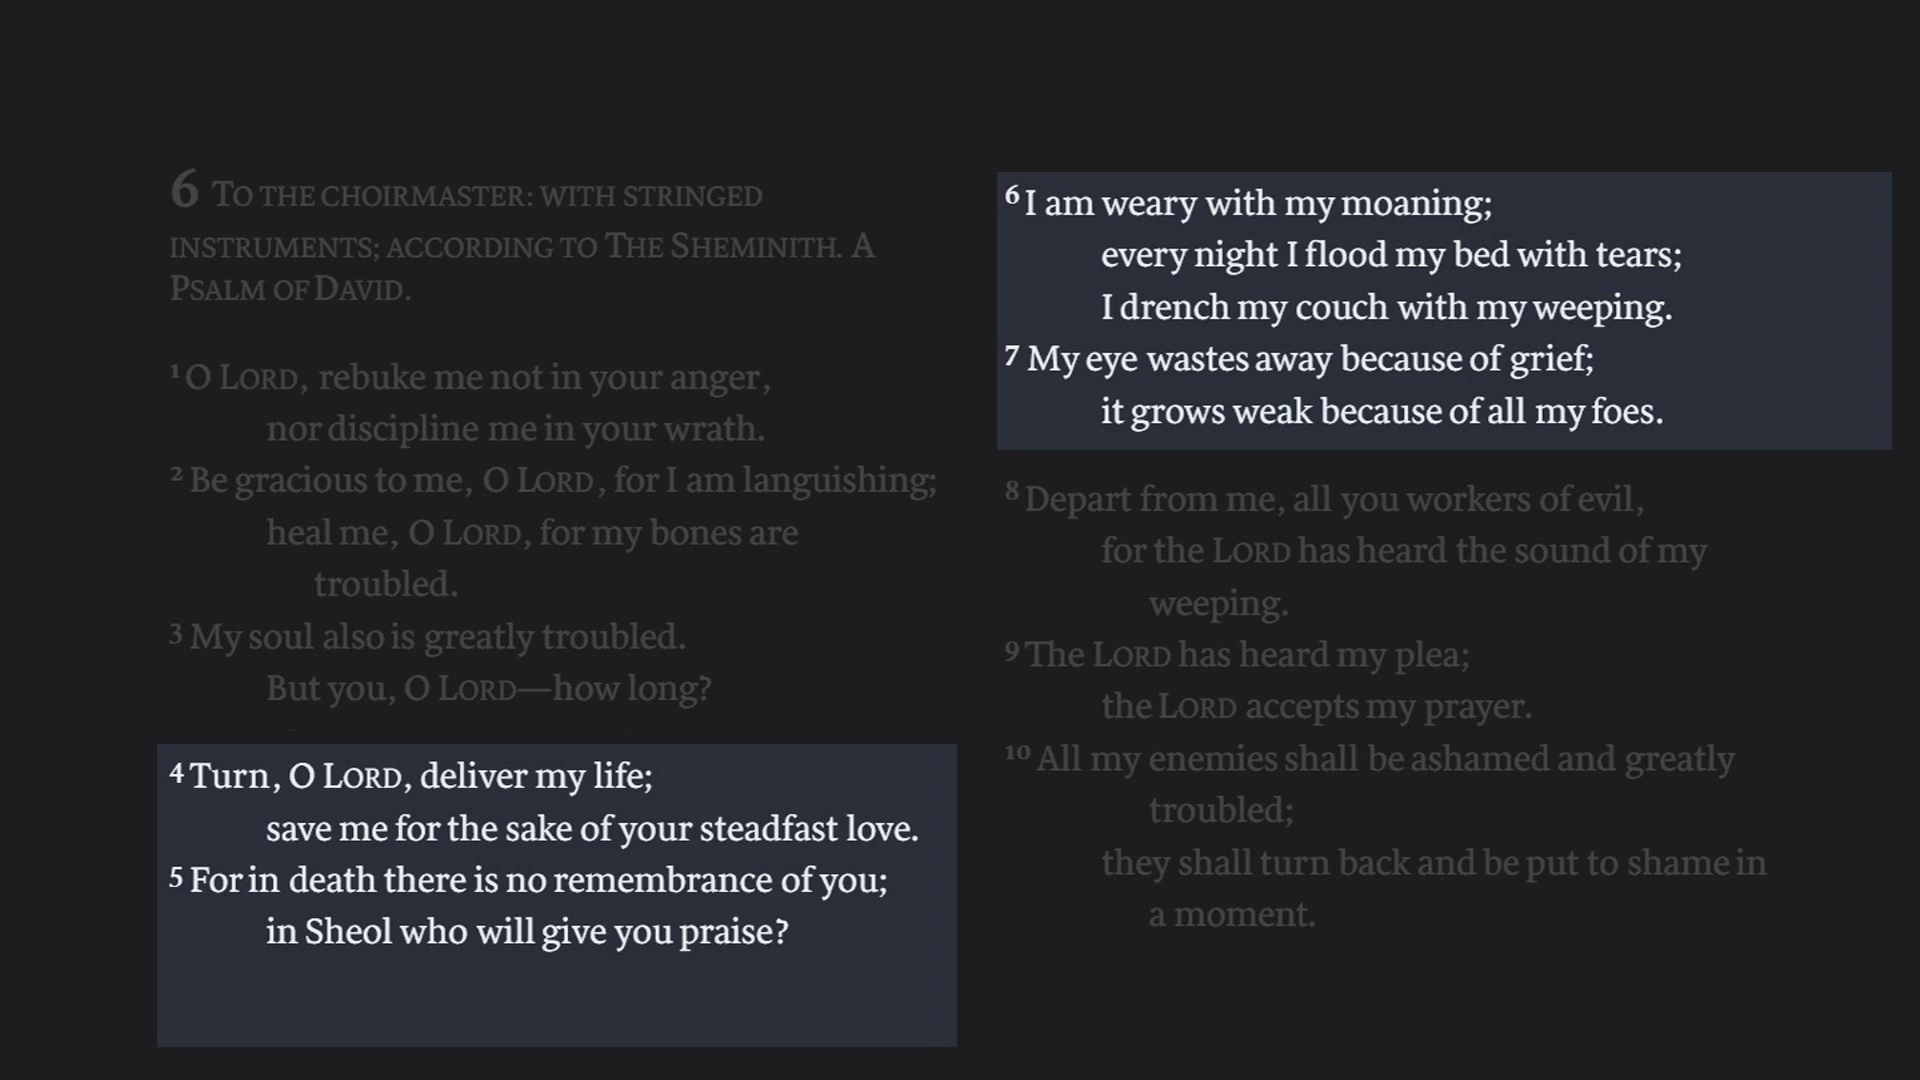 6 TO THE CHOIRMASTER: WITH STRINGED
INSTRUMENTS; ACCORDING TO THE SHEMINITH. A
PSALM OF DAVID.
1 O LORD, rebuke me not in your anger,
nor discipline me in your wrath.
2 Be gracious to me, O LORD, for I am languishing;
heal me, O LORD, for my bones are
troubled.
3 My soul also is greatly troubled.
But you, O LORD—how long?
4 Turn, O LORD, deliver my life;
save me for the sake of your steadfast love.
5 For in death there is no remembrance of you;
in Sheol who will give you praise?
6 I am weary with my moaning;
every night I flood my bed with tears;
I drench my couch with my weeping.
7 My eye wastes away because of grief;
it grows weak because of all my foes.
8 Depart from me, all you workers of evil,
for the LORD has heard the sound of my
weeping.
9 The LORD has heard my plea;
the LORD accepts my prayer.
10 All my enemies shall be ashamed and greatly
troubled;
they shall turn back and be put to shame in
a moment.